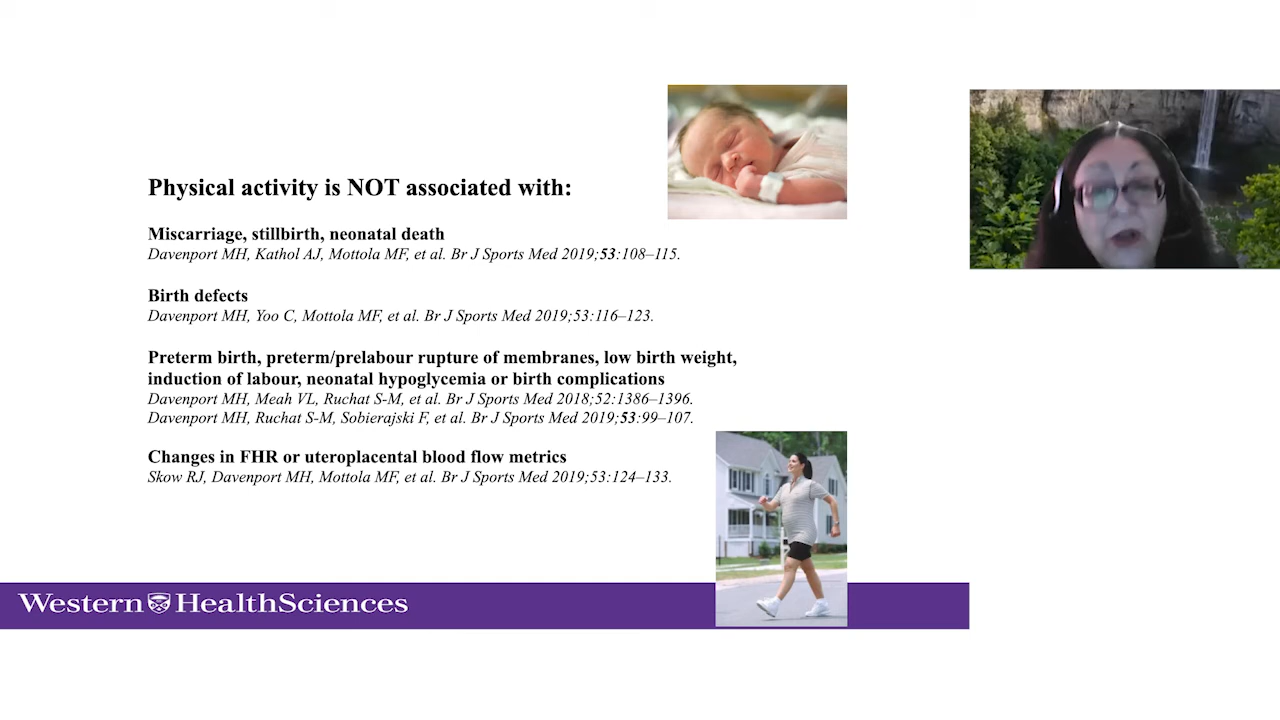 Physical activity is NOT associated with:
Miscarriage, stillbirth, neonatal death
Davenport MH, Kathol AJ, Mottola MF, et al. Br J Sports Med 2019;53:108–115.
Birth defects
Davenport MH, Yoo C, Mottola MF, et al. Br J Sports Med 2019;53:116–123.
Preterm birth, preterm/prelabour rupture of membranes, low birth weight,
induction of labour, neonatal hypoglycemia or birth complications
Davenport MH, Meah VL, Ruchat S-M, et al. Br J Sports Med 2018;52:1386–1396.
Davenport MH, Ruchat S-M, Sobierajski F, et al. Br J Sports Med 2019;53:99–107.
Changes in FHR or uteroplacental blood flow metrics
Skow RJ, Davenport MH, Mottola MF, et al. Br J Sports Med 2019;53:124–133.
Western HealthSciences